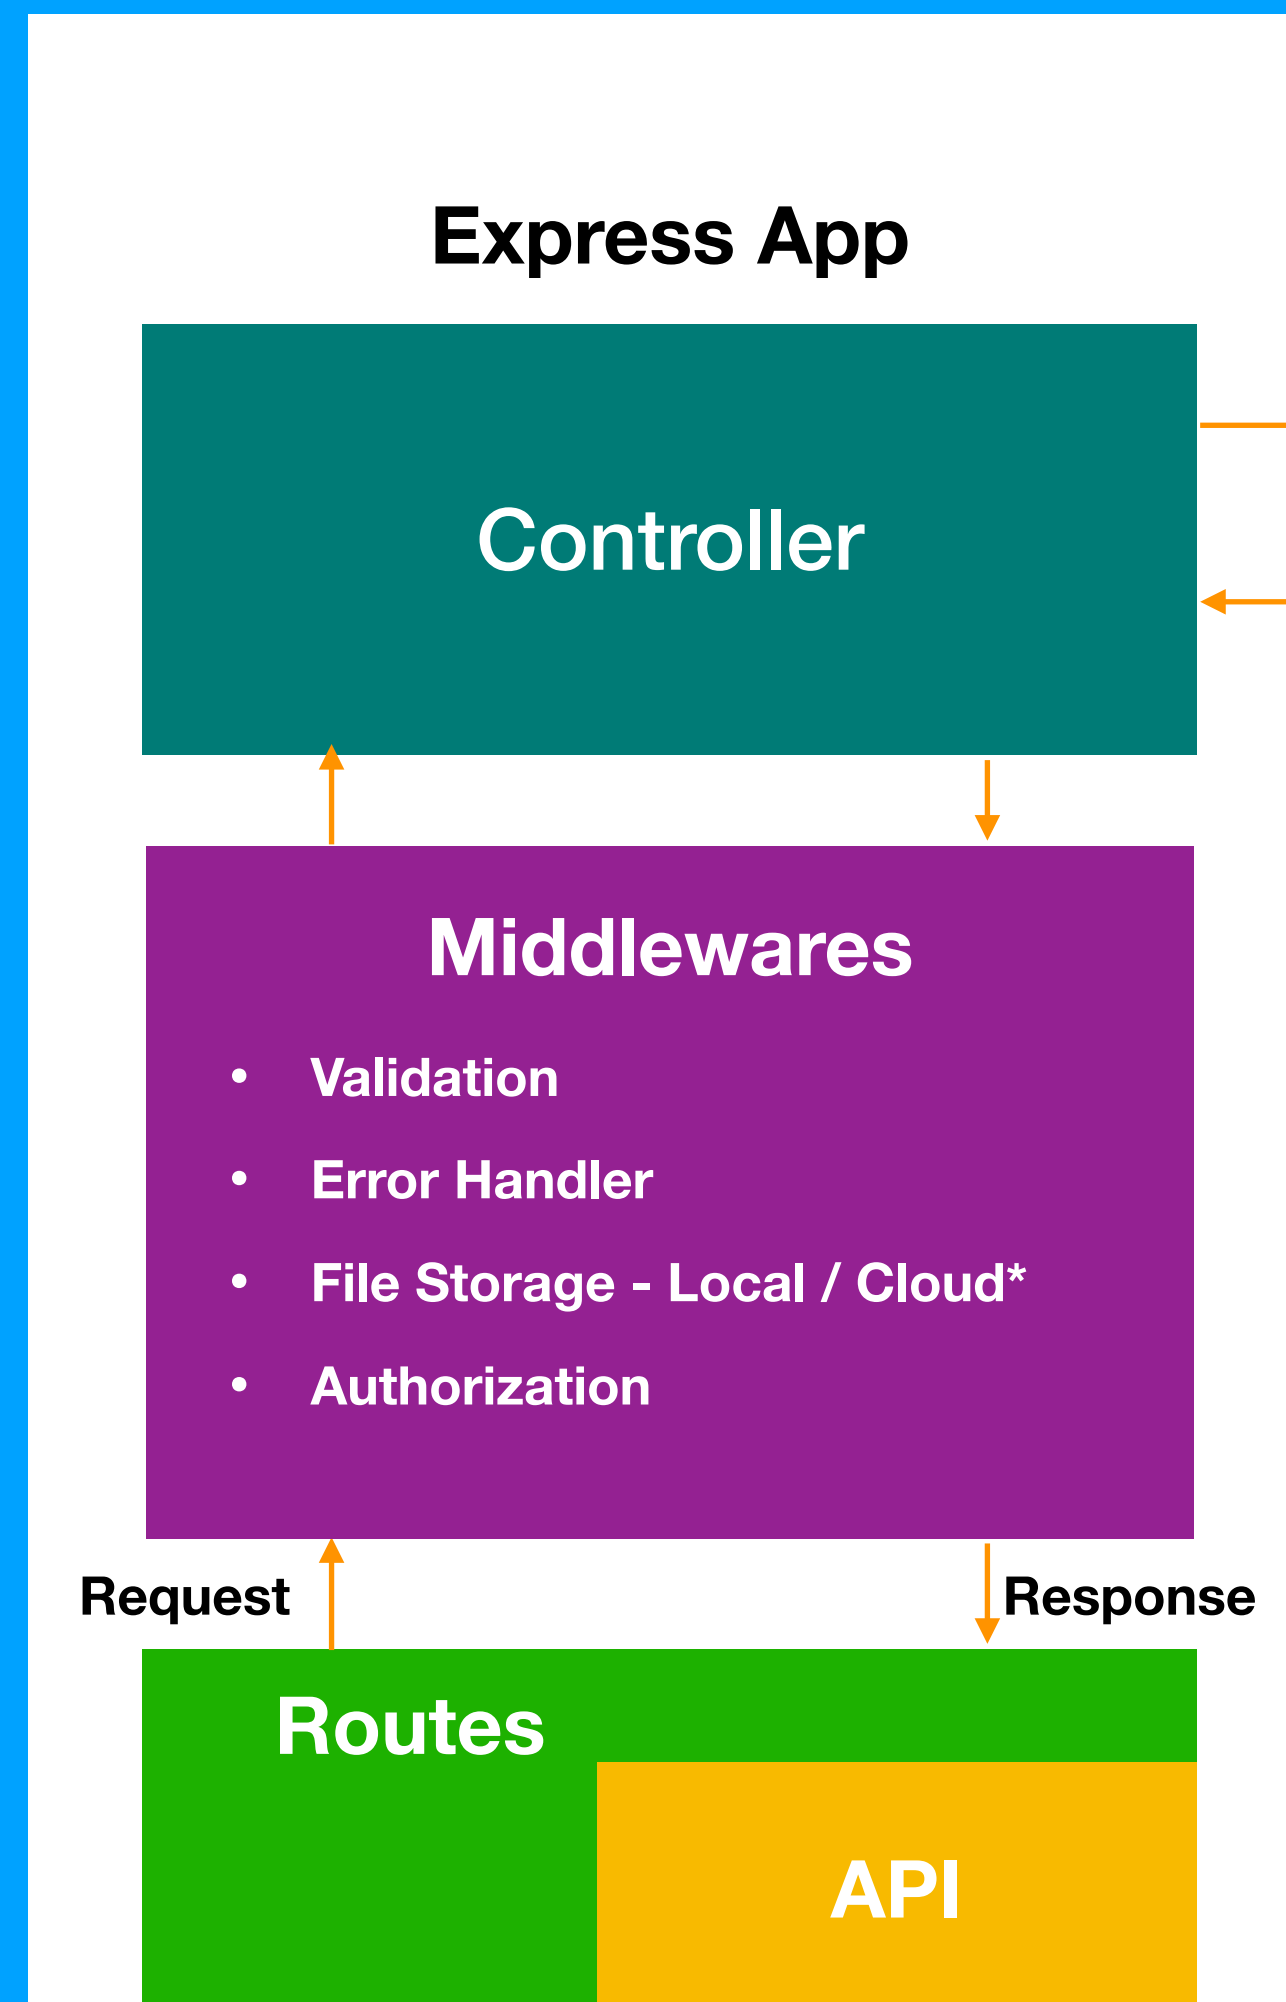 Express App
Controller
Middlewares
• Validation
• Error Handler
• File Storage - Local / Cloud*
• Authorization
Request
Response
Routes
API